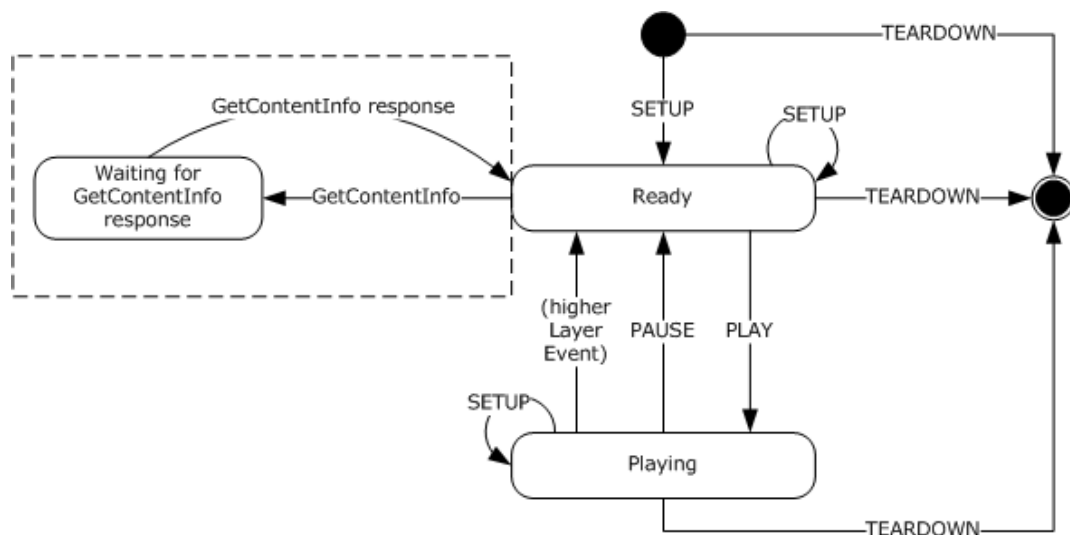 TEARDOWN
SETUP
SETUP
GetContentInfo response
Waiting for
GetContentInfo
response
GetContentInfo
Ready
TEARDOWN
(higher
Layer
Event)
PAUSE
PLAY
SETUP
Playing
TEARDOWN